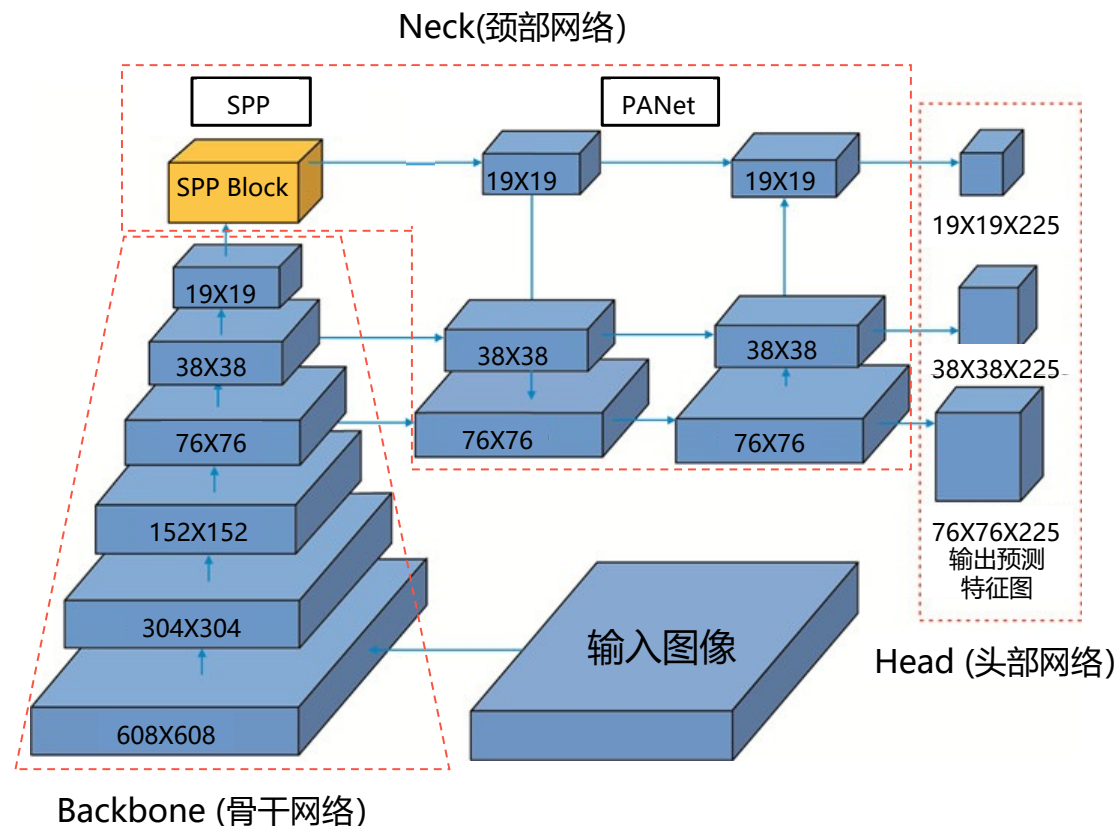 Neck(颈部网络)
SPP
PANet
SPP Block
19X19
19X19
19X19X225
19X19
38X38
38X38
38X38
38X38X225
76X76
76X76
76X76
152X152
76X76X225
输出预测
特征图
304X304
输入图像
Head (头部网络)
608X608
Backbone (骨干网络)